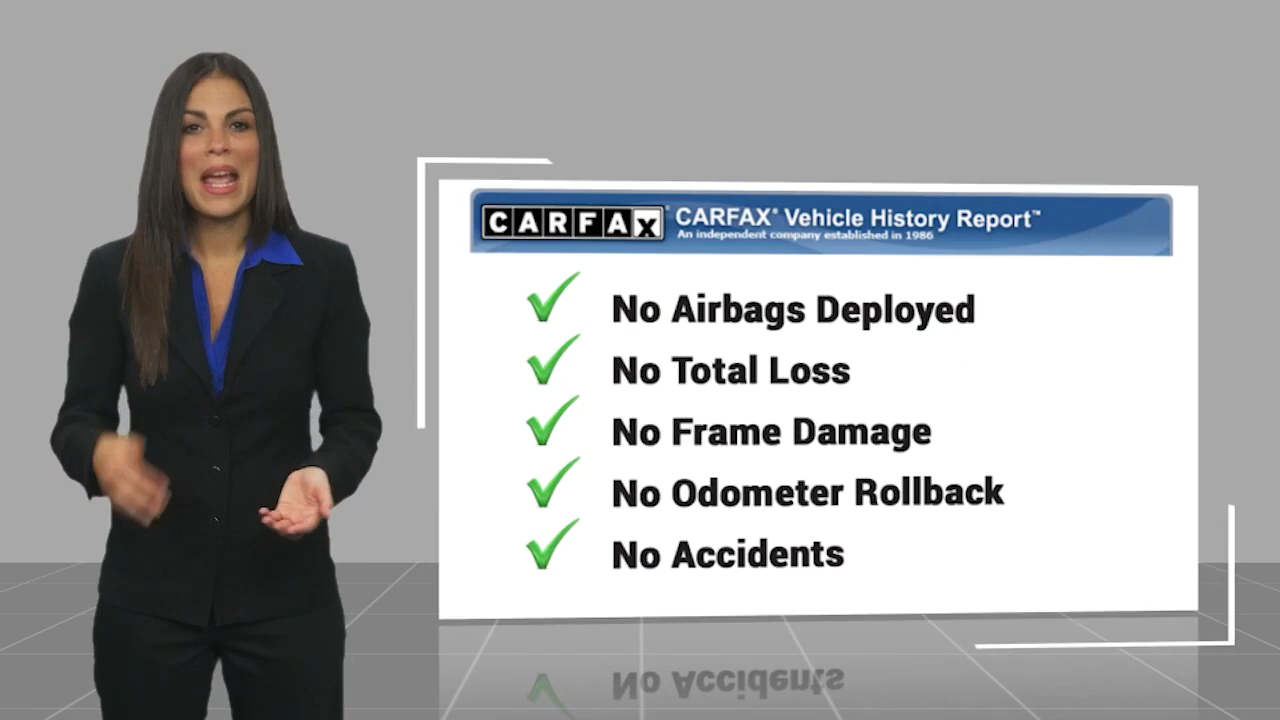 CARFAX
CARFAX® Vehicle History Report™
An independent company established in 1986
No Airbags Deployed
No Total Loss
No Frame Damage
No Odometer Rollback
No Accidents